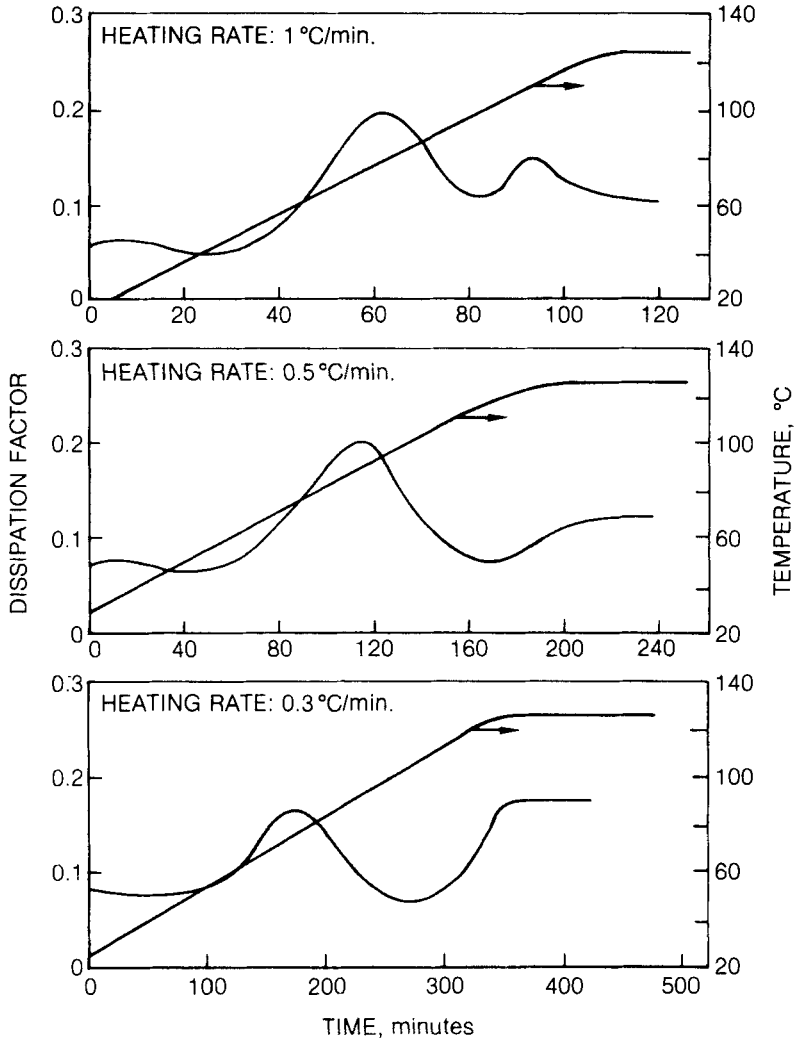 HEATING RATE: 1 °C/min.
0.3
0.2
0.1
0
140
100
60
20
0 20 40 60 80 100 120
HEATING RATE: 0.5 °C/min.
0.3
0.2
0.1
0
140
100
60
20
0 40 80 120 160 200 240
HEATING RATE: 0.3 °C/min.
0.3
0.2
0.1
0
140
100
60
20
0 100 200 300 400 500
DISSIPATION FACTOR
TEMPERATURE, °C
TIME, minutes